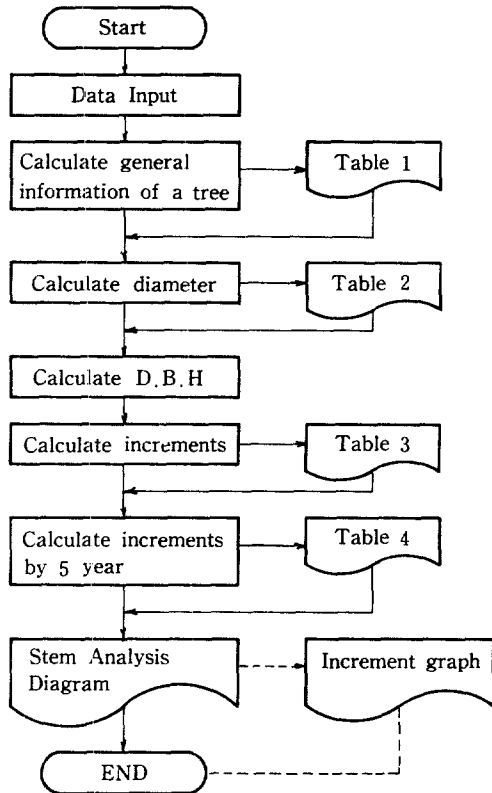 Start
Data Input
Calculate general
information of a tree
Table 1
Calculate diameter
Table 2
Calculate D.B.H
Calculate increments
Table 3
Calculate increments
by 5 year
Table 4
Stem Analysis
Diagram
Increment graph
END